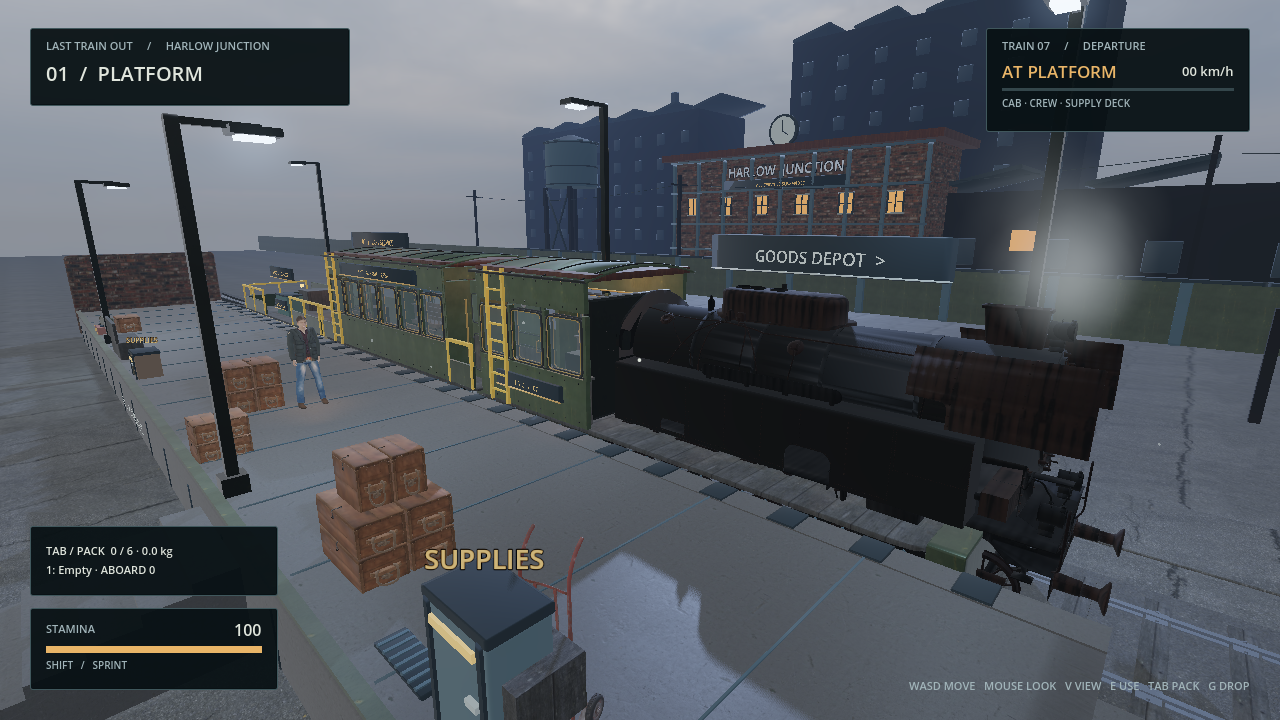 LAST TRAIN OUT / HARLOW JUNCTION
01 / PLATFORM
TRAIN 07 / DEPARTURE
AT PLATFORM 00 km/h
CAB · CREW · SUPPLY DECK
HARLOW JUNCTION
GOODS DEPOT >
SUPPLIES
SUPPLIES
TAB / PACK 0 / 6 · 0.0 kg
1: Empty · ABOARD 0
STAMINA 100
SHIFT / SPRINT
WASD MOVE MOUSE LOOK V VIEW E USE TAB PACK G DROP